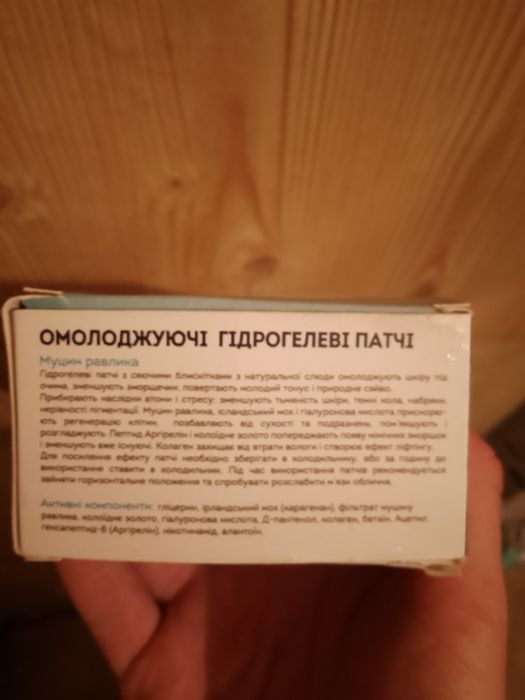 ОМОЛОДЖУЮЧІ ГІДРОГЕЛЕВІ ПАТЧІ
Муцин равлика
Гідрогелеві патчі з сяючими блискітками з натуральної слюди омолоджують шкіру під
очима, зменшують зморщечки, повертають молодий тонус і природне сяйво.
Прибирають наслідки втоми і стресу: зменшують тьмяність шкіри, темні кола, набряки,
нерівності пігментації. Муцин равлика, ісландський мох і гіалуронова кислота прискорю-
ють регенерацію клітин, позбавляють від сухості та подразнень, пом'якшують і
розгладжують. Пептид Аргірелін і колоїдне золото попереджають появу мімічних зморшок
і зменшують вже існуючі. Колаген захищає від втрати вологи і створює ефект ліфтінгу.
Для посилення ефекту патчі необхідно зберігати в холодильнику, або за годину до
використання ставити в холодильник. Під час використання патчів рекомендується
зайняти горизонтальне положення та спробувати розслабити м'язи обличчя.
Активні компоненти: гліцерин, ірландський мох (карагенан), фільтрат муцину
равлика, колоїдне золото, гіалуронова кислота, Д-пантенол, колаген, бетаїн, Ацетил
гексапептид-8 (Аргірелін), нікотинамід, алантоїн.